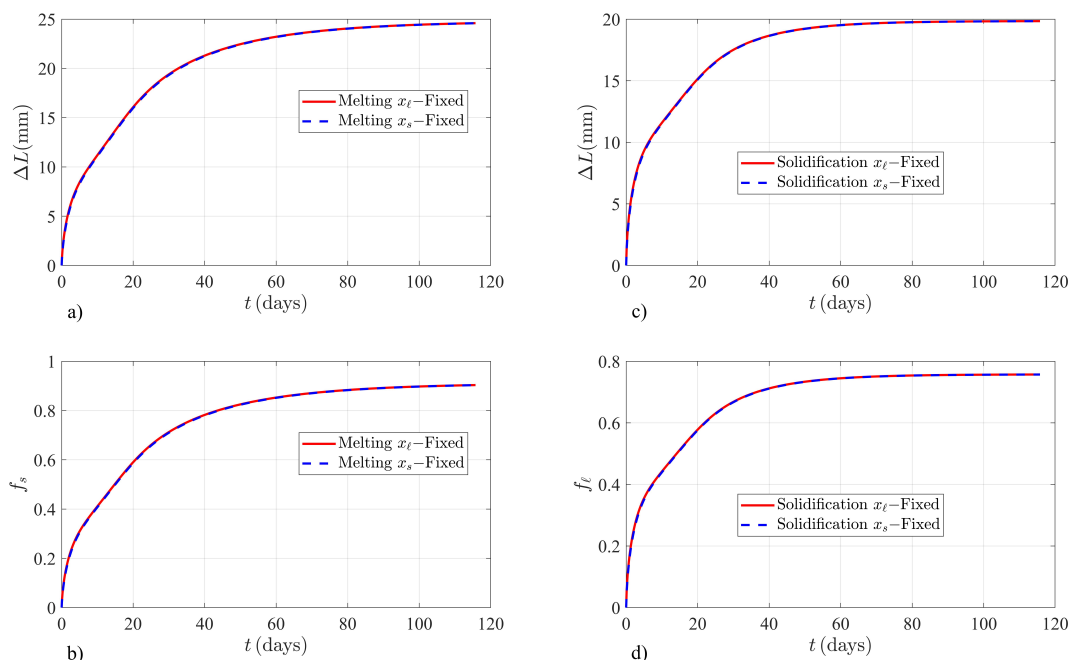 25
20
15
10
5
0
ΔL(mm)
Melting xℓ−Fixed
Melting xs−Fixed
0 20 40 60 80 100 120
t (days)
a)
20
15
10
5
0
ΔL(mm)
Solidification xℓ−Fixed
Solidification xs−Fixed
0 20 40 60 80 100 120
t (days)
c)
1
0.8
0.6
0.4
0.2
0
fs
Melting xℓ−Fixed
Melting xs−Fixed
0 20 40 60 80 100 120
t (days)
b)
0.8
0.6
0.4
0.2
0
fℓ
Solidification xℓ−Fixed
Solidification xs−Fixed
0 20 40 60 80 100 120
t (days)
d)